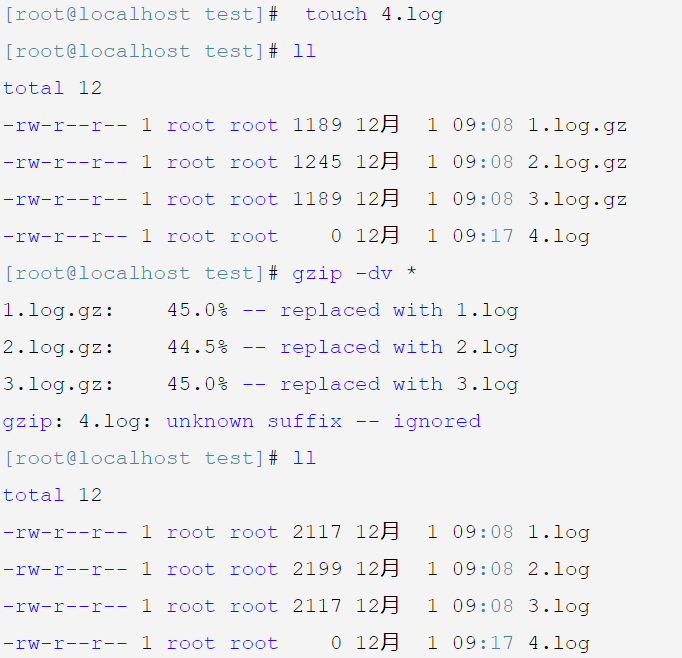 [root@localhost test]#  touch 4.log
[root@localhost test]# ll
total 12
-rw-r--r-- 1 root root 1189 12月  1 09:08 1.log.gz
-rw-r--r-- 1 root root 1245 12月  1 09:08 2.log.gz
-rw-r--r-- 1 root root 1189 12月  1 09:08 3.log.gz
-rw-r--r-- 1 root root    0 12月  1 09:17 4.log
[root@localhost test]# gzip -dv *
1.log.gz:    45.0% -- replaced with 1.log
2.log.gz:    44.5% -- replaced with 2.log
3.log.gz:    45.0% -- replaced with 3.log
gzip: 4.log: unknown suffix -- ignored
[root@localhost test]# ll
total 12
-rw-r--r-- 1 root root 2117 12月  1 09:08 1.log
-rw-r--r-- 1 root root 2199 12月  1 09:08 2.log
-rw-r--r-- 1 root root 2117 12月  1 09:08 3.log
-rw-r--r-- 1 root root    0 12月  1 09:17 4.log